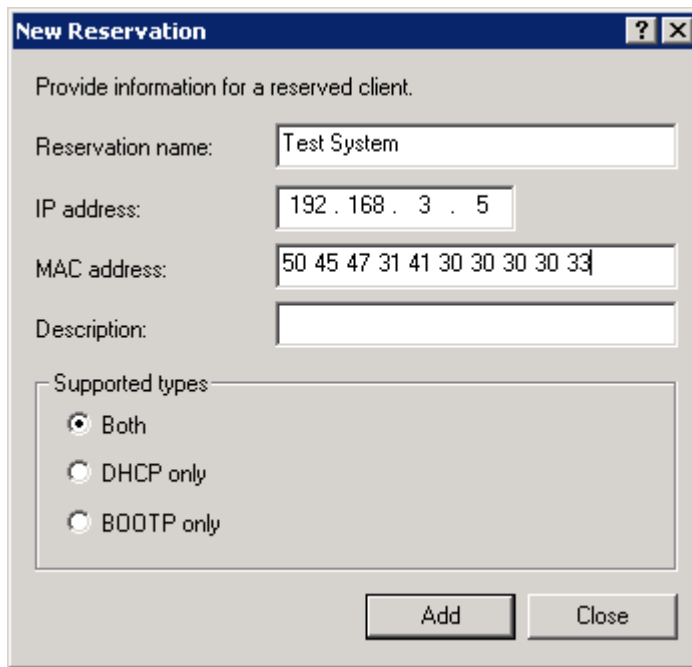 New Reservation
Provide information for a reserved client.
Reservation name: Test System
IP address: 192 . 168 . 3 . 5
MAC address: 50 45 47 31 41 30 30 30 30 33
Description:
Supported types
Both
DHCP only
BOOTP only
Add Close